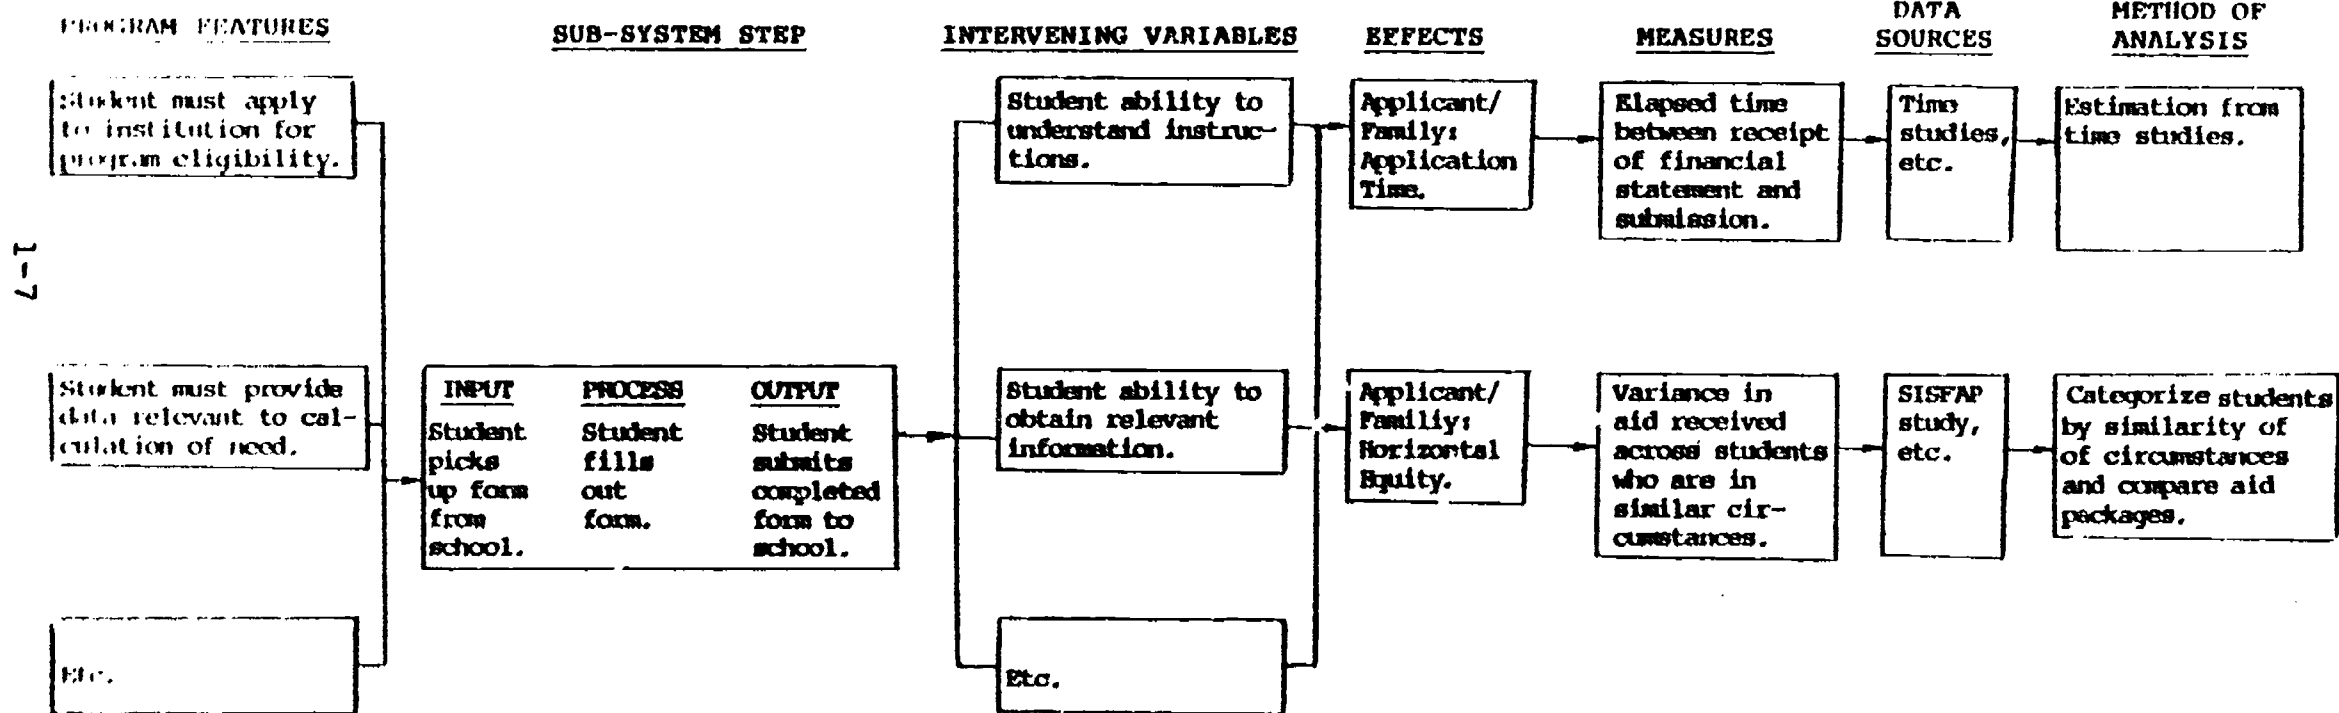 PROGRAM FEATURES
SUB-SYSTEM STEP
INTERVENING VARIABLES
EFFECTS
MEASURES
DATA
SOURCES
METHOD OF
ANALYSIS
Student must apply
to institution for
program eligibility.
Student ability to
understand instruc-
tions.
Applicant/
Family:
Application
Time.
Elapsed time
between receipt
of financial
statement and
submission.
Time
studies,
etc.
Estimation from
time studies.
1-7
Student must provide
data relevant to cal-
culation of need.
INPUT
Student
picks
up form
from
school.
PROCESS
Student
fills
out
form.
OUTPUT
Student
submits
completed
form to
school.
Student ability to
obtain relevant
information.
Applicant/
Familiy:
Horizontal
Equity.
Variance in
aid received
across students
who are in
similar cir-
cumstances.
SISFAP
study,
etc.
Categorize students
by similarity of
of circumstances
and compare aid
packages.
Etc.
Etc.